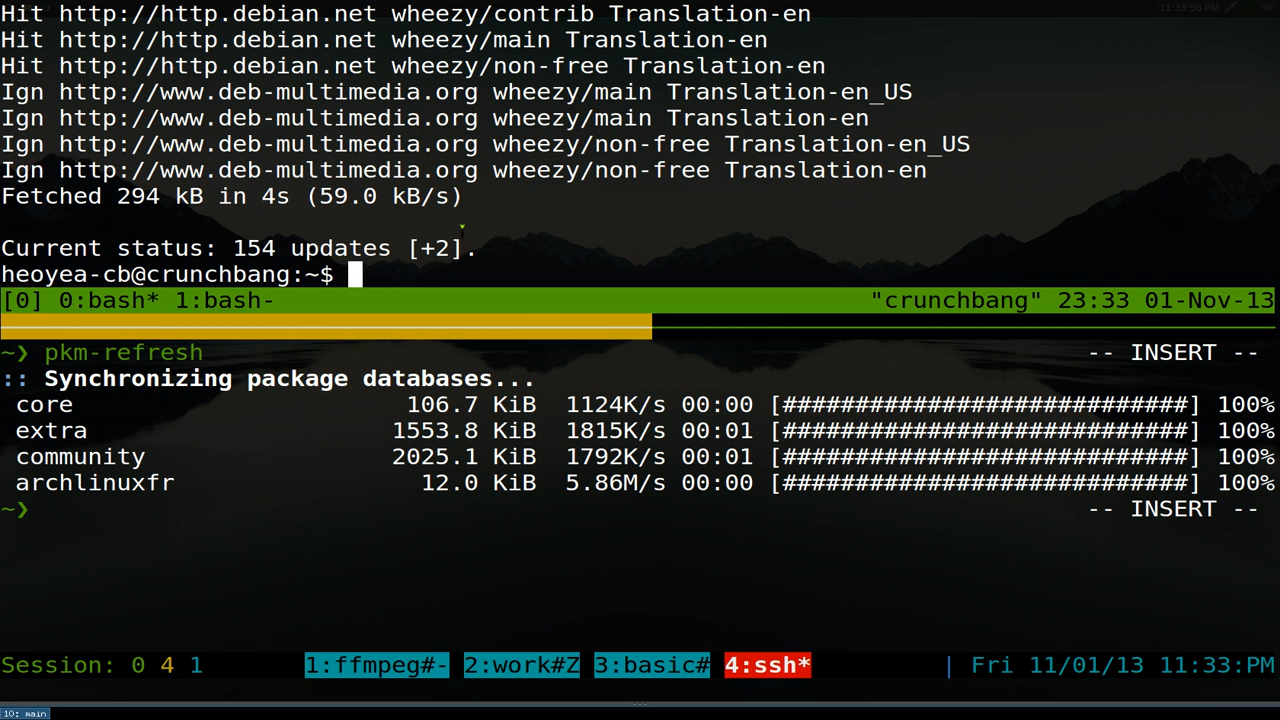 11:33:56 PM
Hit http://http.debian.net wheezy/contrib Translation-en
Hit http://http.debian.net wheezy/main Translation-en
Hit http://http.debian.net wheezy/non-free Translation-en
Ign http://www.deb-multimedia.org wheezy/main Translation-en_US
Ign http://www.deb-multimedia.org wheezy/main Translation-en
Ign http://www.deb-multimedia.org wheezy/non-free Translation-en_US
Ign http://www.deb-multimedia.org wheezy/non-free Translation-en
Fetched 294 kB in 4s (59.0 kB/s)
Current status: 154 updates [+2].
heoyea-cb@crunchbang:~$
[0] 0:bash* 1:bash- "crunchbang" 23:33 01-Nov-13
~❯ pkm-refresh -- INSERT --
:: Synchronizing package databases...
core 106.7 KiB 1124K/s 00:00 [############################] 100%
extra 1553.8 KiB 1815K/s 00:01 [############################] 100%
community 2025.1 KiB 1792K/s 00:01 [############################] 100%
archlinuxfr 12.0 KiB 5.86M/s 00:00 [############################] 100%
~❯ -- INSERT --
Session: 0 4 1 1:ffmpeg#- 2:work#Z 3:basic# 4:ssh* | Fri 11/01/13 11:33:PM
10: main